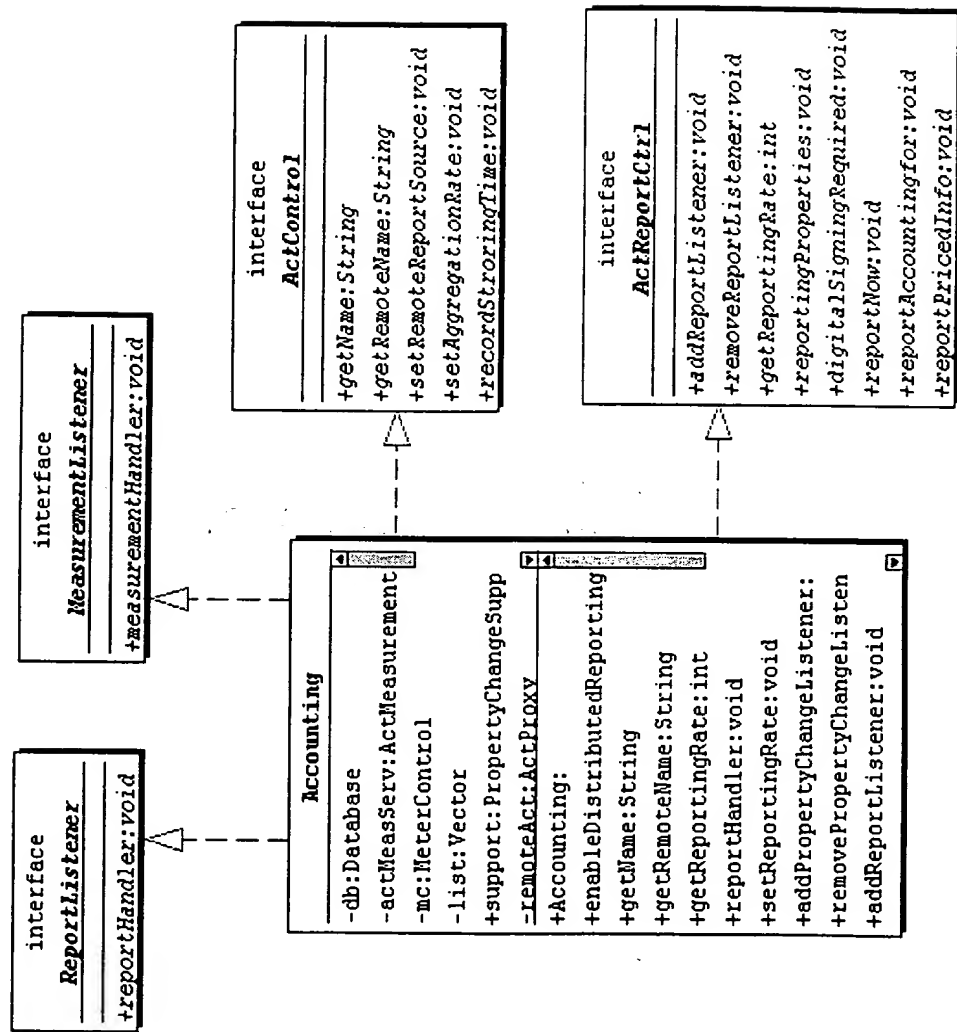 interface
ReportListener
+reportHandler:void
interface
MeasurementListener
+measurementHandler:void
Accounting
-db:Database
-actMeasServ:ActMeasurement
-mc:MeterControl
-list:Vector
+support:PropertyChangeSupp
-remoteAct:ActProxy
+Accounting:
+enableDistributedReporting
+getName:String
+getRemoteName:String
+getReportingRate:int
+reportHandler:void
+setReportingRate:void
+addPropertyChangeListener:
+removePropertyChangeListen
+addReportListener:void
interface
ActControl
+getName:String
+getRemoteName:String
+setRemoteReportSource:void
+setAggregationRate:void
+recordStroringTime:void
interface
ActReportCtrl
+addReportListener:void
+removeReportListener:void
+getReportingRate:int
+reportingProperties:void
+digitalSigningRequired:void
+reportNow:void
+reportAccountingfor:void
+reportPricedInfo:void